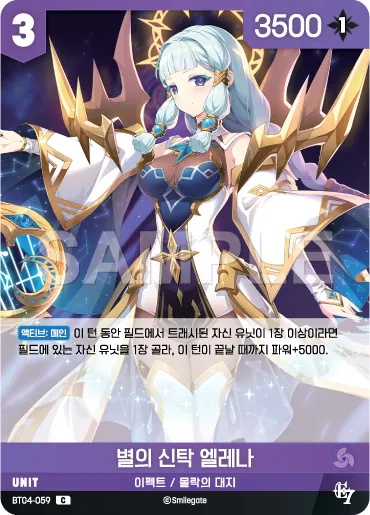 3
3500 1
SAMPLE
액티브: 메인 이 턴 동안 필드에서 트래시된 자신 유닛이 1장 이상이라면
필드에 있는 자신 유닛을 1장 골라, 이 턴이 끝날 때까지 파워+5000.
별의 신탁 엘레나
UNIT 이펙트 / 몰락의 대지
BT04-059 C ©Smilegate E7